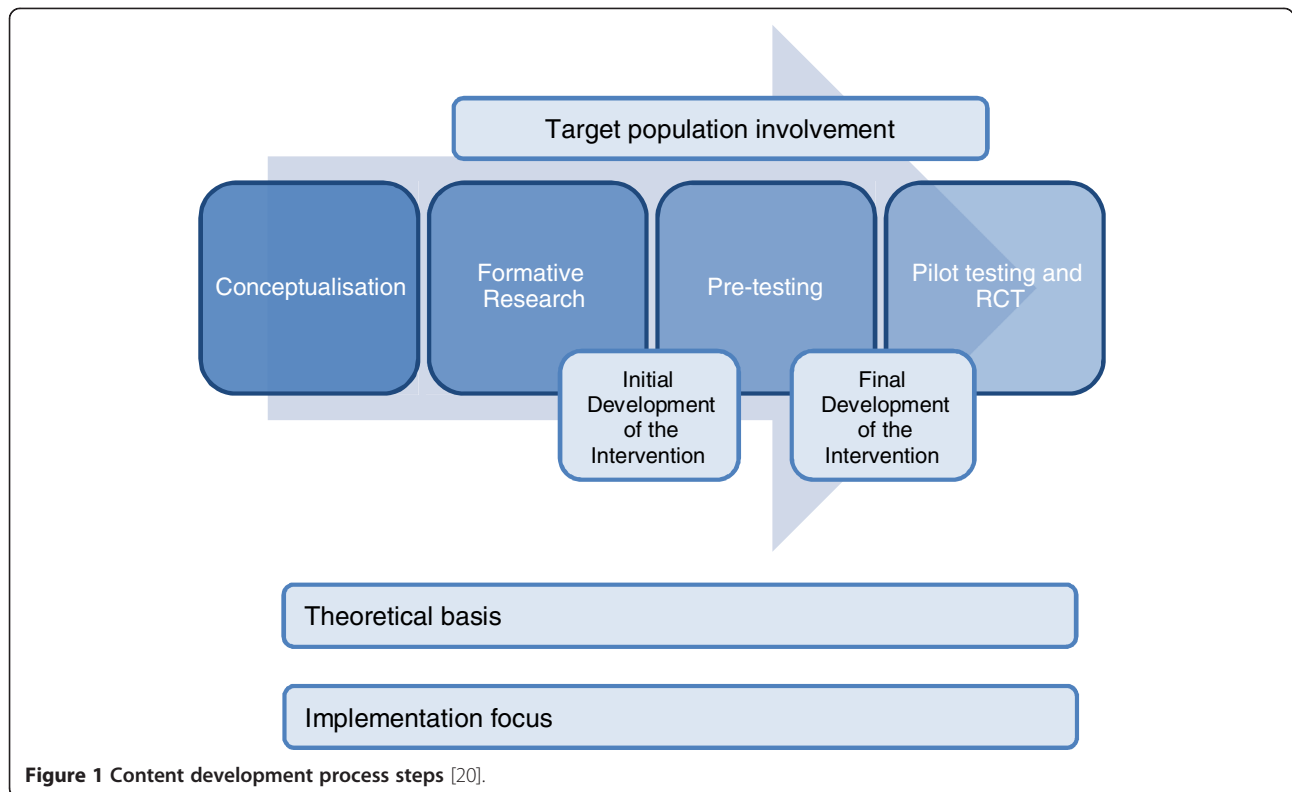 Target population involvement
Conceptualisation
Formative
Research
Pre-testing
Pilot testing and
RCT
Initial
Development
of the
Intervention
Final
Development
of the
Intervention
Theoretical basis
Implementation focus
Figure 1 Content development process steps [20].